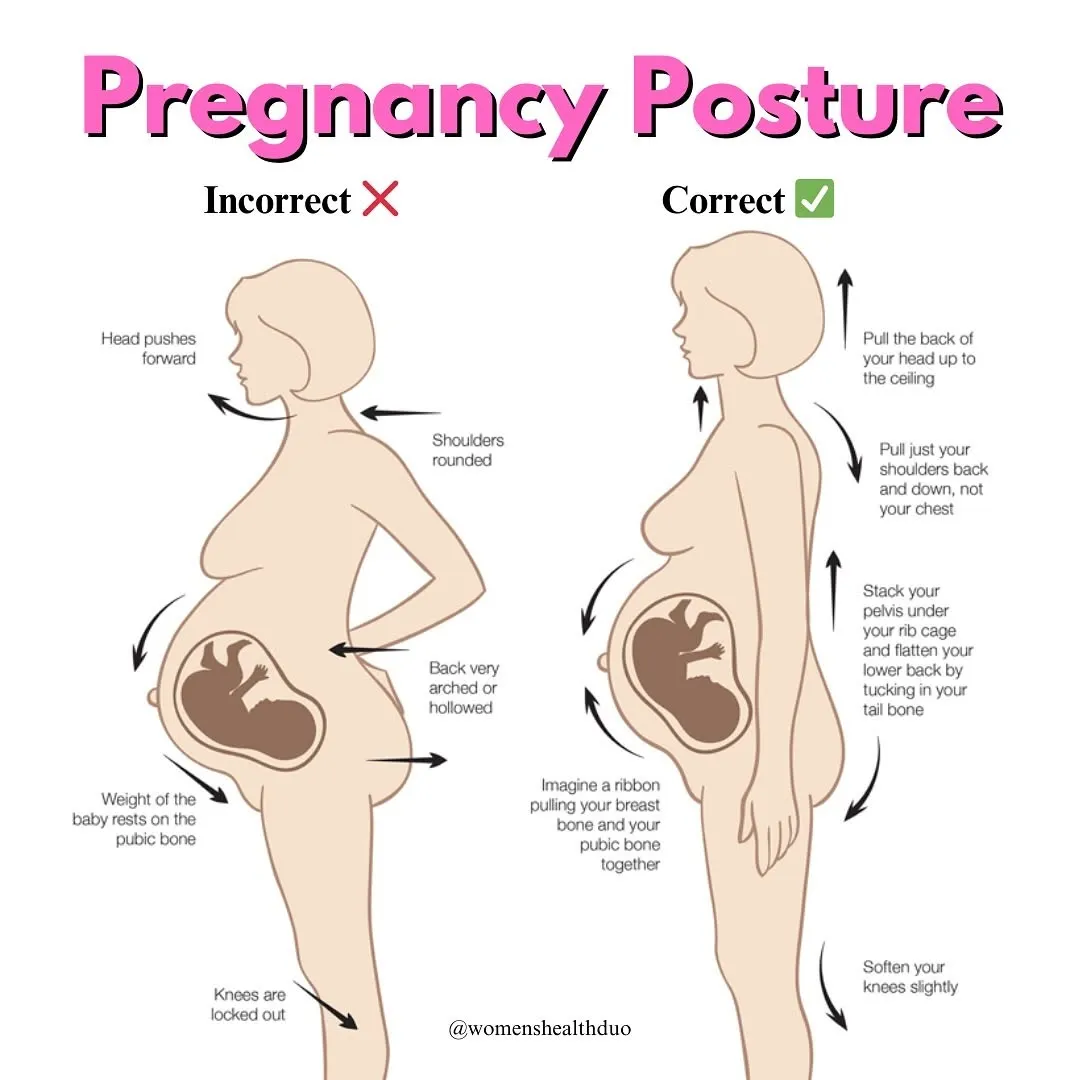 Pregnancy Posture
Incorrect ❌
Correct ✅
Head pushes
forward
Shoulders
rounded
Back very
arched or
hollowed
Weight of the
baby rests on the
pubic bone
Knees are
locked out
Pull the back of
your head up to
the ceiling
Pull just your
shoulders back
and down, not
your chest
Stack your
pelvis under
your rib cage
and flatten your
lower back by
tucking in your
tail bone
Imagine a ribbon
pulling your breast
bone and your
pubic bone
together
Soften your
knees slightly
@womenshealthduo